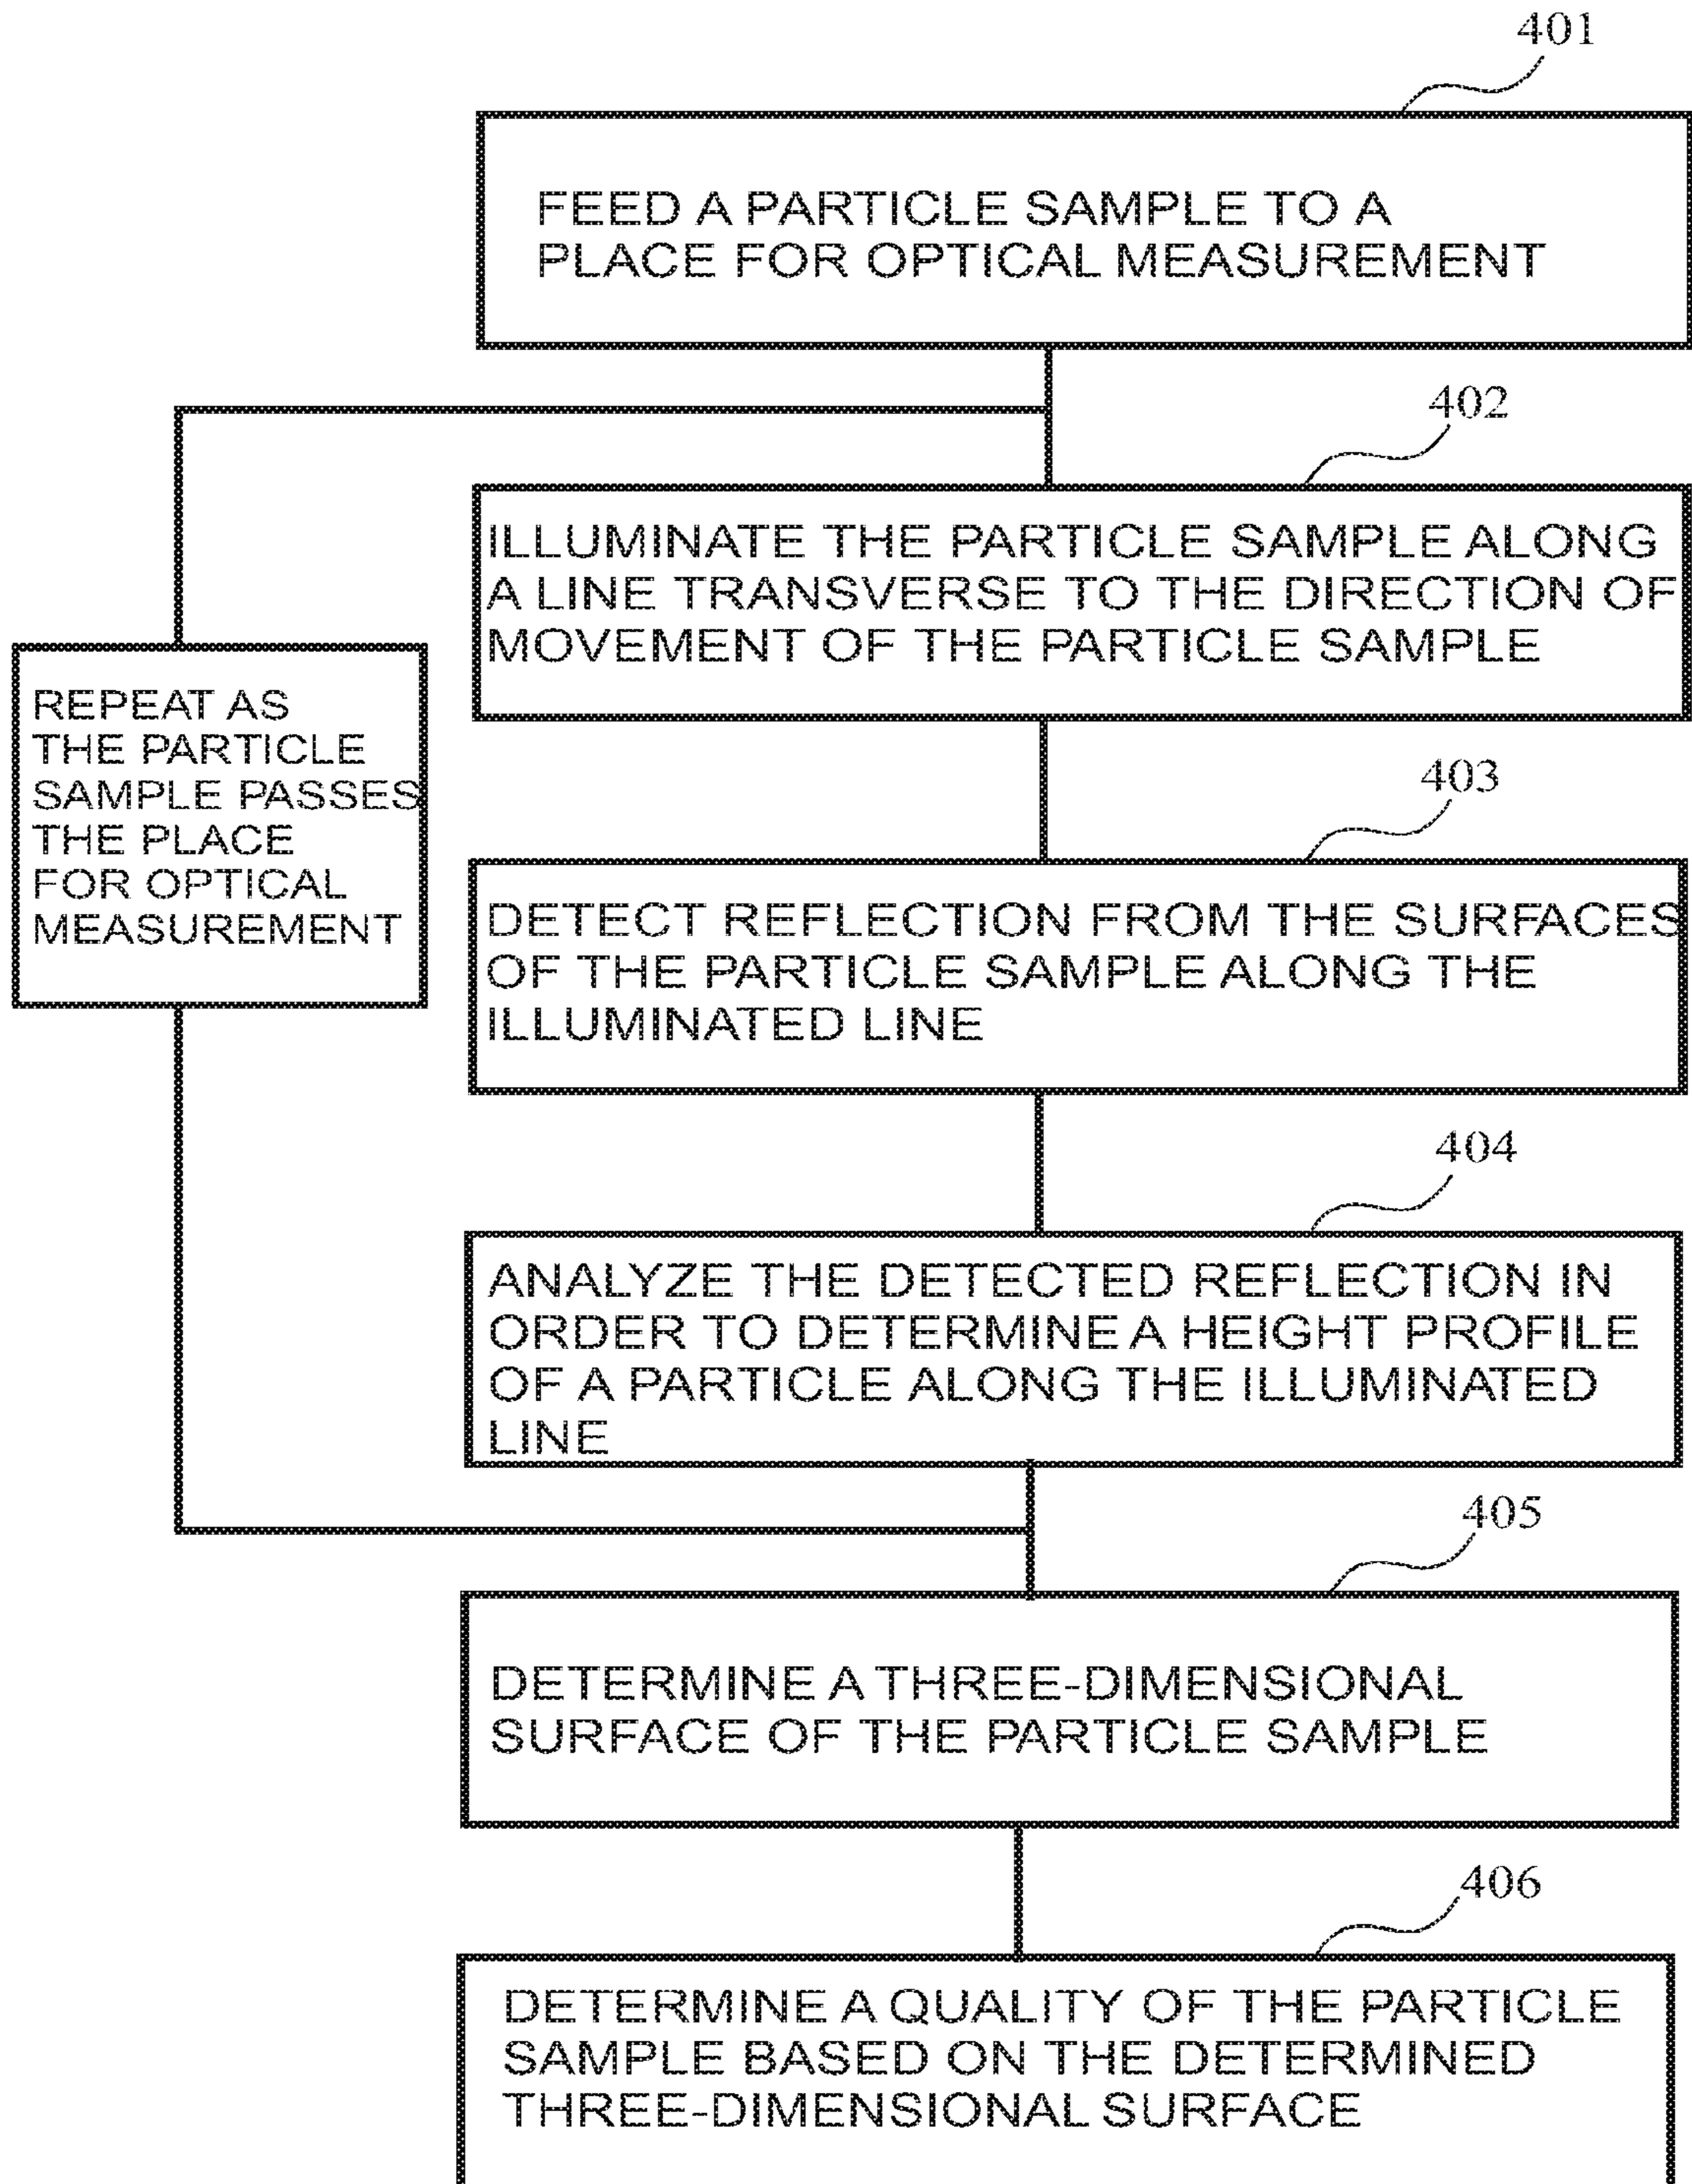 401
FEED A PARTICLE SAMPLE TO A
PLACE FOR OPTICAL MEASUREMENT
402
ILLUMINATE THE PARTICLE SAMPLE ALONG
A LINE TRANSVERSE TO THE DIRECTION OF
MOVEMENT OF THE PARTICLE SAMPLE
REPEAT AS
THE PARTICLE
SAMPLE PASSES
THE PLACE
FOR OPTICAL
MEASUREMENT
403
DETECT REFLECTION FROM THE SURFACES
OF THE PARTICLE SAMPLE ALONG THE
ILLUMINATED LINE
404
ANALYZE THE DETECTED REFLECTION IN
ORDER TO DETERMINE A HEIGHT PROFILE
OF A PARTICLE ALONG THE ILLUMINATED
LINE
405
DETERMINE A THREE-DIMENSIONAL
SURFACE OF THE PARTICLE SAMPLE
406
DETERMINE A QUALITY OF THE PARTICLE
SAMPLE BASED ON THE DETERMINED
THREE-DIMENSIONAL SURFACE